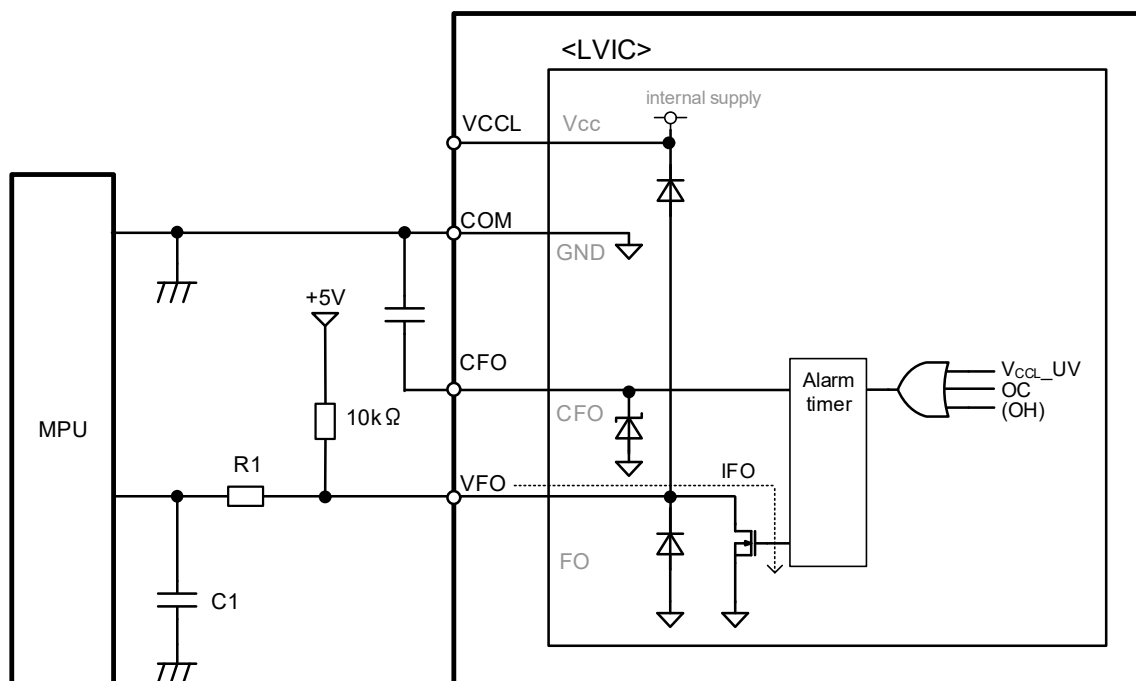 <LVIC>
internal supply
VCCL
Vcc
COM
GND
+5V
CFO
Alarm
timer
VCCL_UV
OC
(OH)
10kΩ
CFO
MPU
R1
VFO
IFO
FO
C1